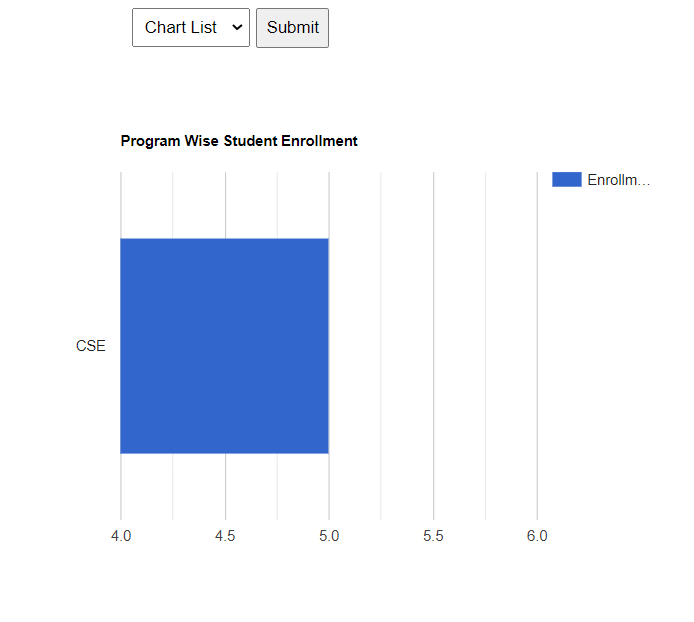 Chart List Submit
Program Wise Student Enrollment
Enrollm...
CSE
4.0 4.5 5.0 5.5 6.0